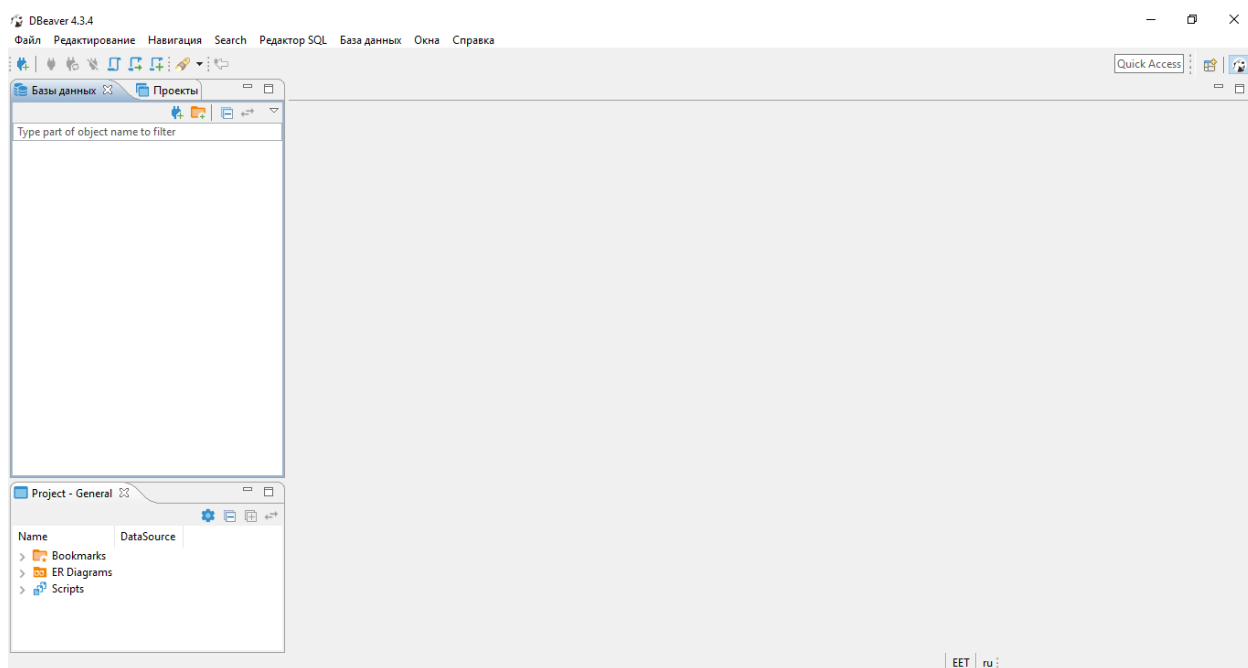 DBeaver 4.3.4
Файл Редактирование Навигация Search Редактор SQL База данных Окна Справка
Quick Access
Базы данных Проекты
Type part of object name to filter
Project - General
Name DataSource
Bookmarks
ER Diagrams
Scripts
EET ru